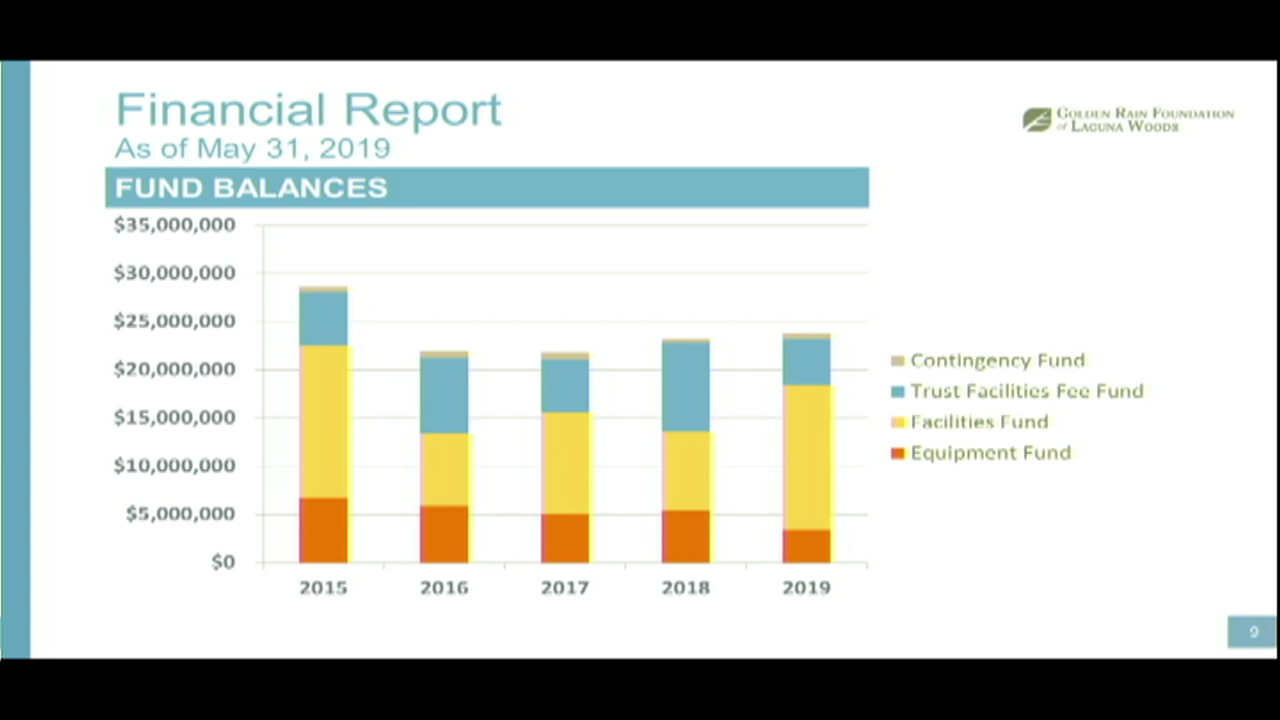 Financial Report
As of May 31, 2019
GOLDEN RAIN FOUNDATION
of LAGUNA WOODS
FUND BALANCES
$35,000,000
$30,000,000
$25,000,000
$20,000,000
$15,000,000
$10,000,000
$5,000,000
$0
2015 2016 2017 2018 2019
Contingency Fund
Trust Facilities Fee Fund
Facilities Fund
Equipment Fund
9